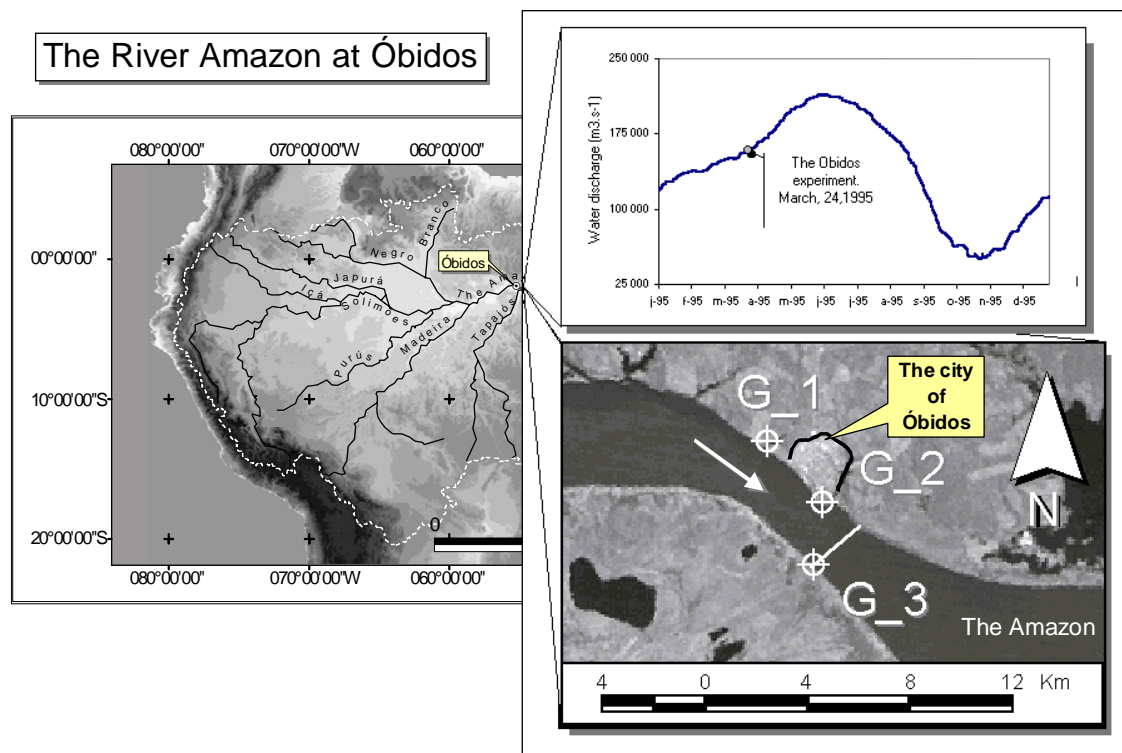 The River Amazon at Óbidos
080°00'00"
070°00'00"W
060°00'00"
00°00'00"
10°00'00"S
20°00'00"S
080°00'00"
070°00'00"W
060°00'00"
Branco
Negro
Óbidos
Japurá
The Ama
Içá
Solimões
Tapajós
Madeira
Purús
0
250 000
175 000
100 000
25 000
Water discharge (m3.s-1)
The Obidos
experiment.
March, 24,1995
j-95 f-95 m-95 a-95 m-95 j-95 j-95 a-95 s-95 o-95 n-95 d-95
The city
of
Óbidos
G_1
G_2
N
G_3
The Amazon
4 0 4 8 12 Km